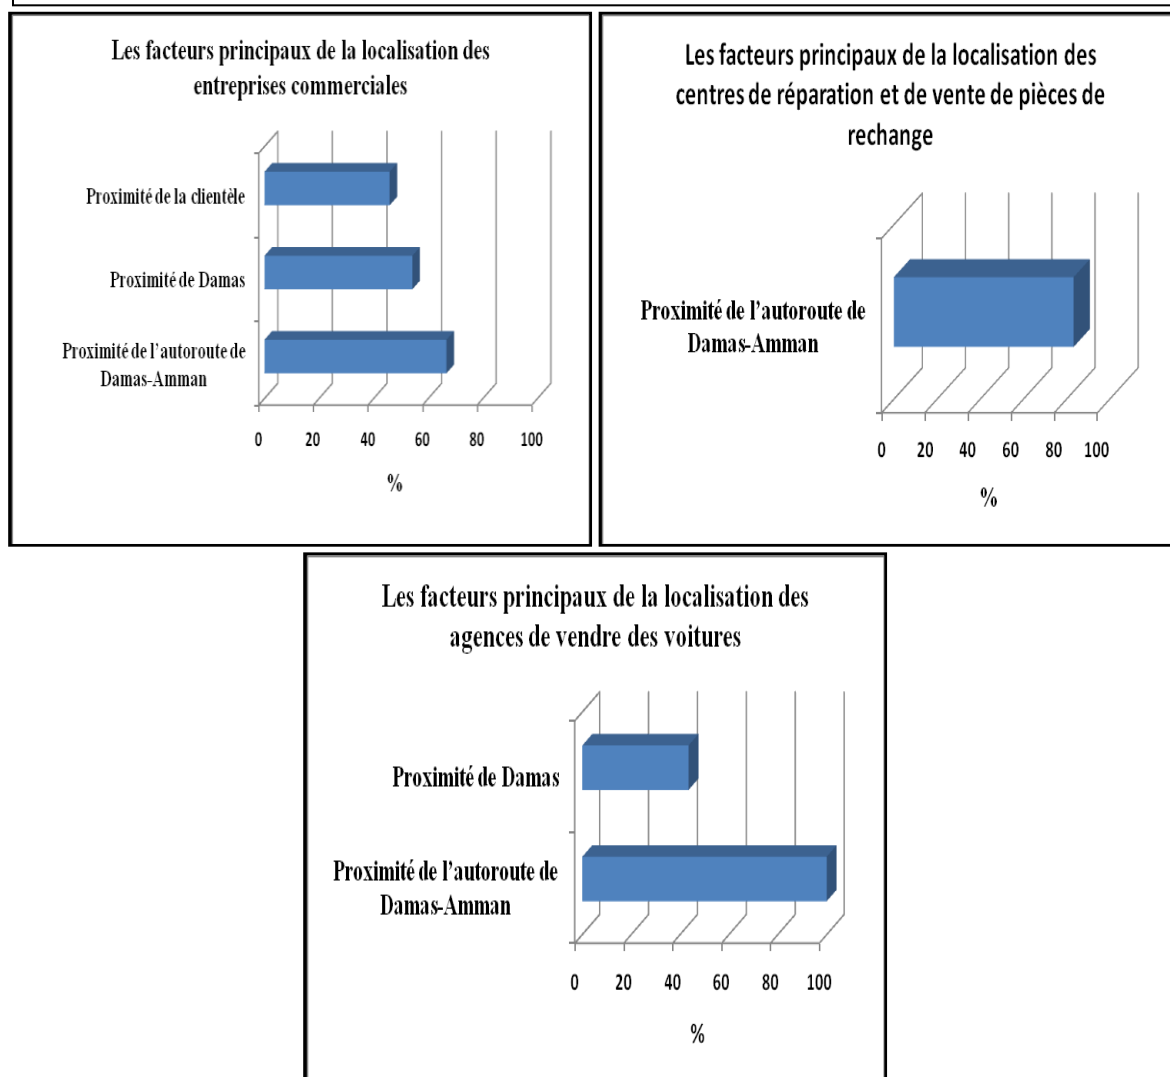 Les facteurs principaux de la localisation des
entreprises commerciales
Proximité de la clientèle
Proximité de Damas
Proximité de l’autoroute de
Damas-Amman
0 20 40 60 80 100
%
Les facteurs principaux de la localisation des
centres de réparation et de vente de pièces de
rechange
Proximité de l’autoroute de
Damas-Amman
0 20 40 60 80 100
%
Les facteurs principaux de la localisation des
agences de vendre des voitures
Proximité de Damas
Proximité de l’autoroute de
Damas-Amman
0 20 40 60 80 100
%